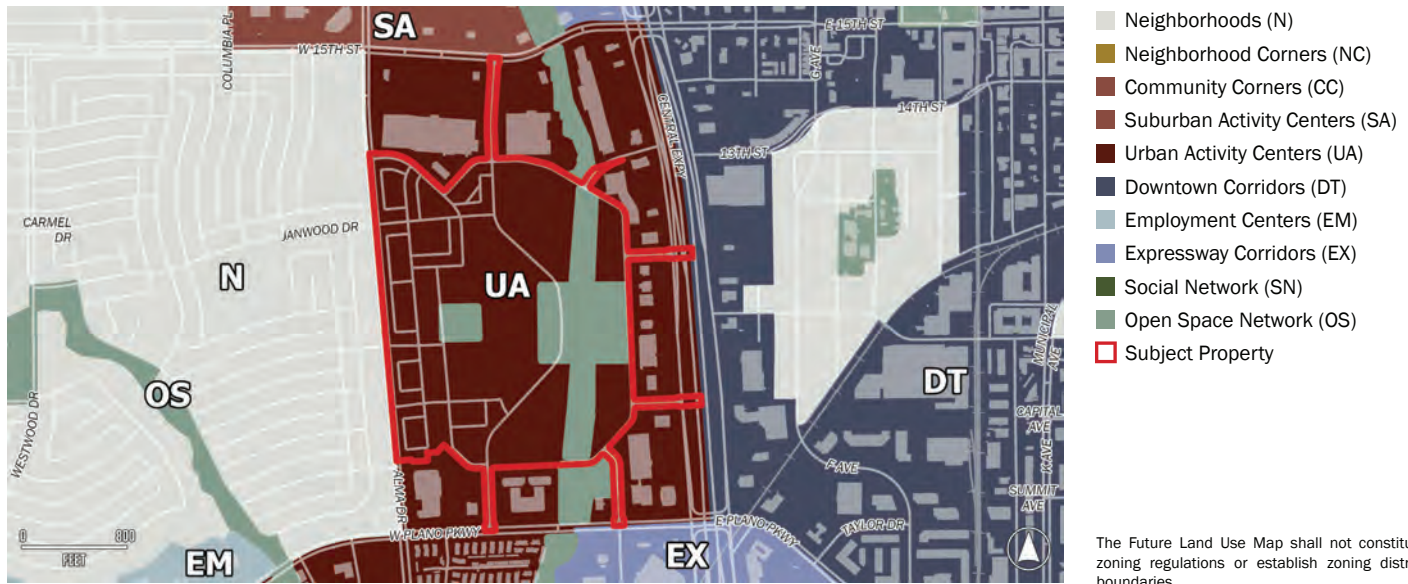 SA
COLUMBIA PL
W 15TH ST
E 15TH ST
G AVE
14TH ST
13TH ST
CENTRAL EXPY
CARMEL
DR
JANWOOD DR
N
UA
OS
WESTWOOD DR
DT
MUNICIPAL
AVE
CAPITAL
AVE
K AVE
F AVE
SUMMIT
AVE
ALMA DR
W PLANO PKWY
E PLANO PKWY
TAYLOR DR
0 800
FEET
EM
EX
Neighborhoods (N)
Neighborhood Corners (NC)
Community Corners (CC)
Suburban Activity Centers (SA)
Urban Activity Centers (UA)
Downtown Corridors (DT)
Employment Centers (EM)
Expressway Corridors (EX)
Social Network (SN)
Open Space Network (OS)
Subject Property
The Future Land Use Map shall not constitu
zoning regulations or establish zoning distr
boundaries